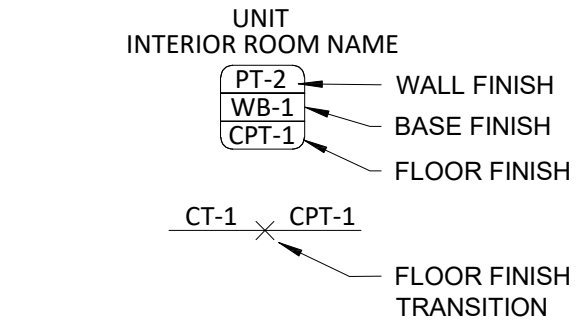 UNIT
INTERIOR ROOM NAME
PT-2
WALL FINISH
WB-1
BASE FINISH
CPT-1
FLOOR FINISH
CT-1 CPT-1
FLOOR FINISH
TRANSITION